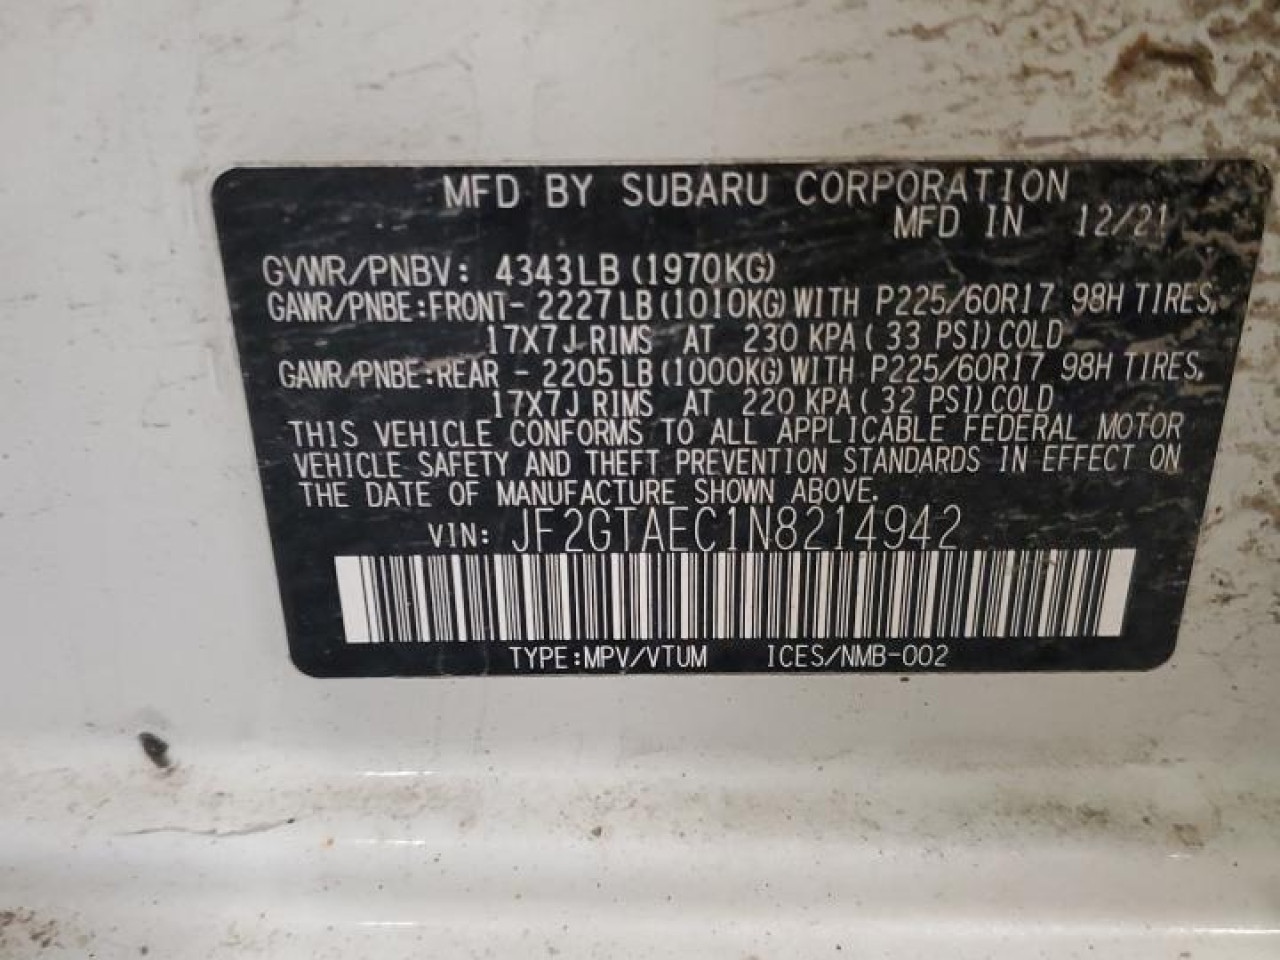 MFD BY SUBARU CORPORATION
MFD IN 12/21
GVWR/PNBV: 4343LB (1970KG)
GAWR/PNBE:FRONT- 2227LB (1010KG) WITH P225/60R17 98H TIRES,
17X7J RIMS AT 230 KPA ( 33 PSI) COLD
GAWR/PNBE:REAR - 2205LB (1000KG) WITH P225/60R17 98H TIRES,
17X7J RIMS AT 220 KPA ( 32 PSI) COLD
THIS VEHICLE CONFORMS TO ALL APPLICABLE FEDERAL MOTOR
VEHICLE SAFETY AND THEFT PREVENTION STANDARDS IN EFFECT ON
THE DATE OF MANUFACTURE SHOWN ABOVE.
VIN: JF2GTAEC1N8214942
TYPE:MPV/VTUM ICES/NMB-002